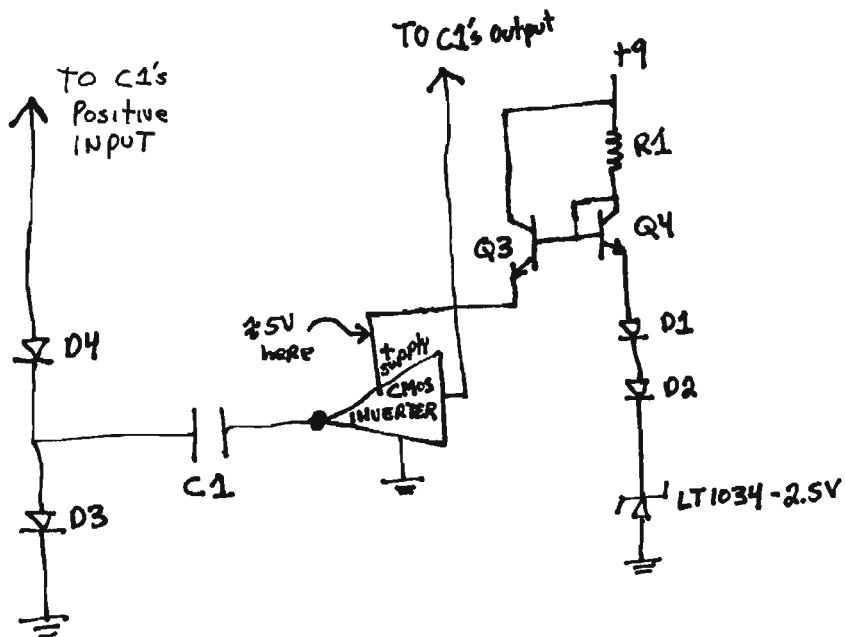 TO C1's Output
+9
TO C1's
Positive
INPUT
R1
Q3
Q4
≈5V
here
+ supply
CMOS
INVERTER
D4
D1
D2
C1
D3
LT1034-2.5V